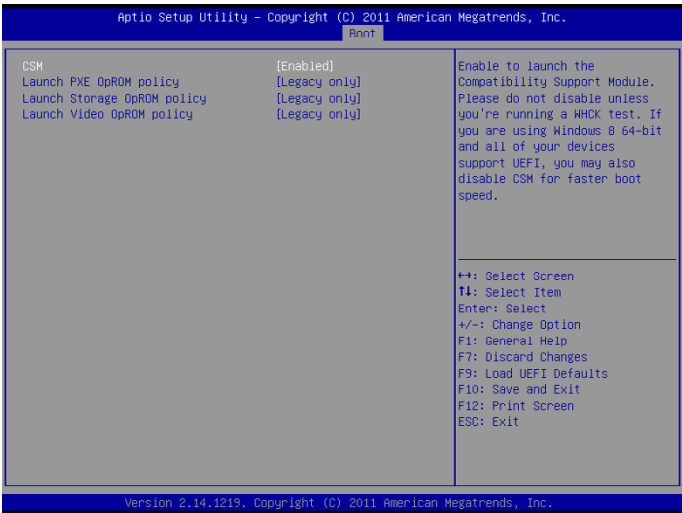 Aptio Setup Utility – Copyright (C) 2011 American Megatrends, Inc.
Boot
CSM [Enabled]
Launch PXE OpROM policy [Legacy only]
Launch Storage OpROM policy [Legacy only]
Launch Video OpROM policy [Legacy only]
Enable to launch the
Compatibility Support Module.
Please do not disable unless
you're running a WHCK test. If
you are using Windows 8 64-bit
and all of your devices
support UEFI, you may also
disable CSM for faster boot
speed.
↔: Select Screen
↑↓: Select Item
Enter: Select
+/-: Change Option
F1: General Help
F7: Discard Changes
F9: Load UEFI Defaults
F10: Save and Exit
F12: Print Screen
ESC: Exit
Version 2.14.1219. Copyright (C) 2011 American Megatrends, Inc.